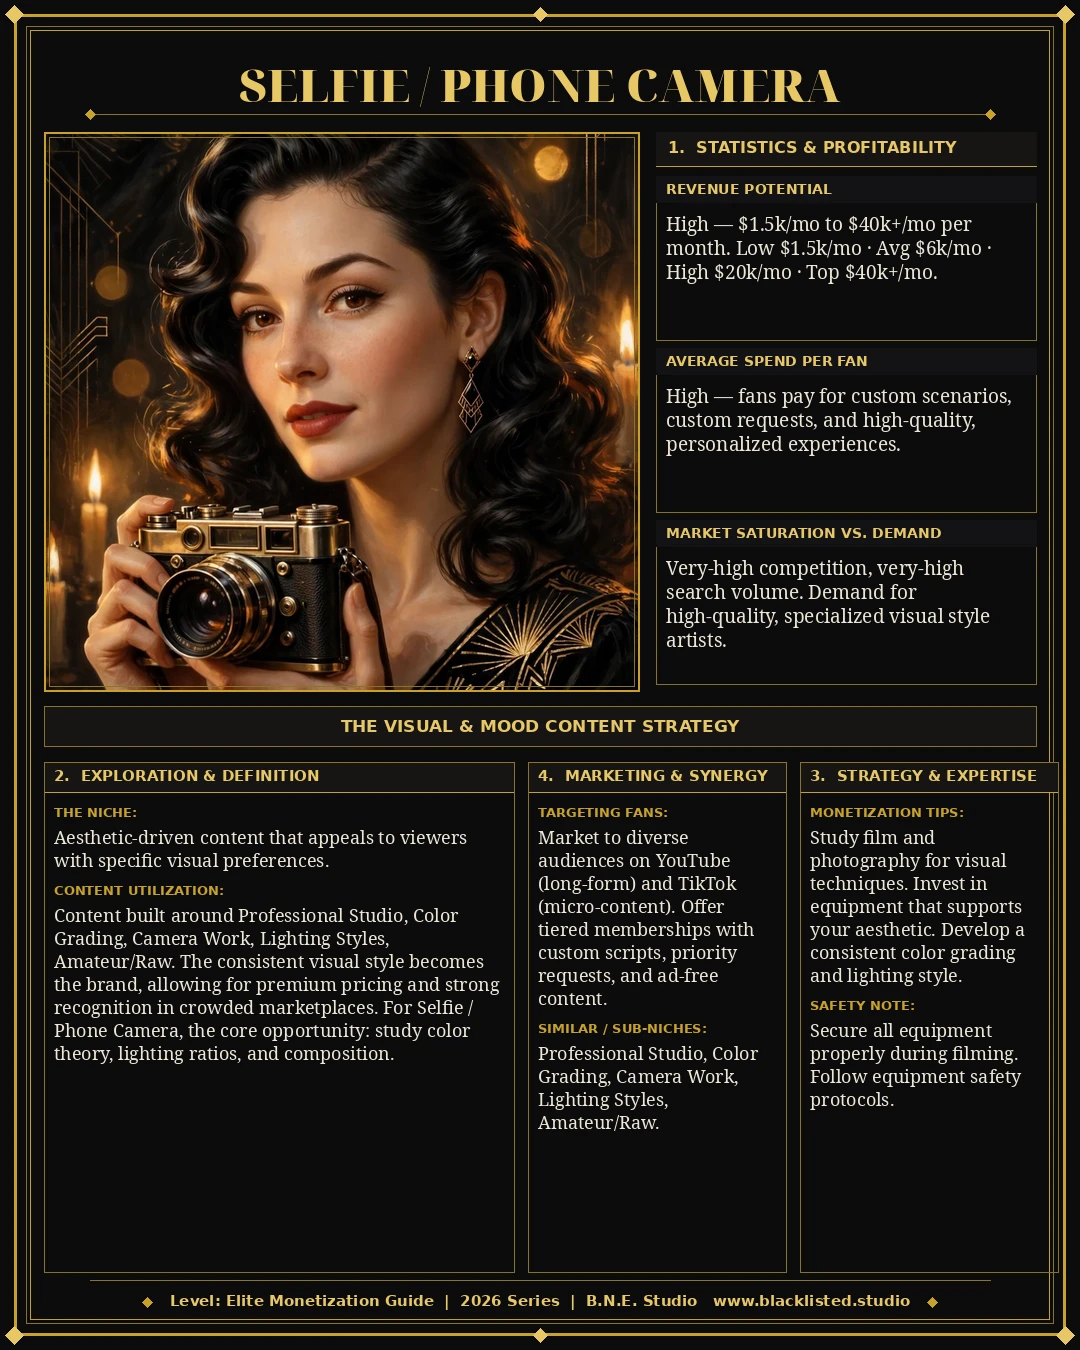 SELFIE / PHONE CAMERA
1. STATISTICS & PROFITABILITY
REVENUE POTENTIAL
High — $1.5k/mo to $40k+/mo per
month. Low $1.5k/mo · Avg $6k/mo ·
High $20k/mo · Top $40k+/mo.
AVERAGE SPEND PER FAN
High — fans pay for custom scenarios,
custom requests, and high-quality,
personalized experiences.
MARKET SATURATION VS. DEMAND
Very-high competition, very-high
search volume. Demand for
high-quality, specialized visual style
artists.
THE VISUAL & MOOD CONTENT STRATEGY
2. EXPLORATION & DEFINITION
THE NICHE:
Aesthetic-driven content that appeals to viewers
with specific visual preferences.
CONTENT UTILIZATION:
Content built around Professional Studio, Color
Grading, Camera Work, Lighting Styles,
Amateur/Raw. The consistent visual style becomes
the brand, allowing for premium pricing and strong
recognition in crowded marketplaces. For Selfie /
Phone Camera, the core opportunity: study color
theory, lighting ratios, and composition.
4. MARKETING & SYNERGY
TARGETING FANS:
Market to diverse
audiences on YouTube
(long-form) and TikTok
(micro-content). Offer
tiered memberships with
custom scripts, priority
requests, and ad-free
content.
SIMILAR / SUB-NICHES:
Professional Studio, Color
Grading, Camera Work,
Lighting Styles,
Amateur/Raw.
3. STRATEGY & EXPERTISE
MONETIZATION TIPS:
Study film and
photography for visual
techniques. Invest in
equipment that supports
your aesthetic. Develop a
consistent color grading
and lighting style.
SAFETY NOTE:
Secure all equipment
properly during filming.
Follow equipment safety
protocols.
Level: Elite Monetization Guide | 2026 Series | B.N.E. Studio www.blacklisted.studio